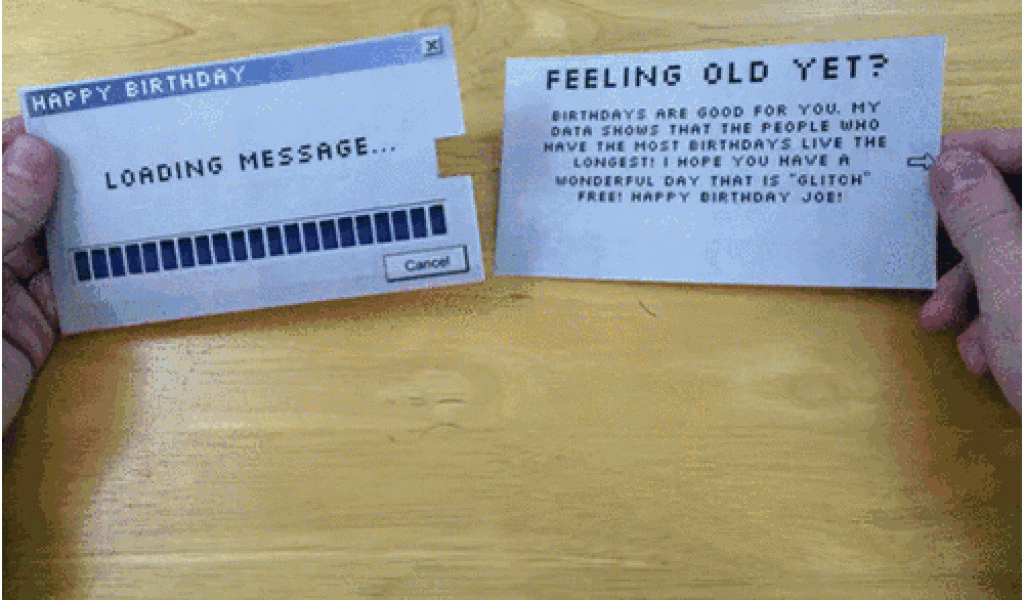 HAPPY BIRTHDAY
LOADING MESSAGE...
Cancel
FEELING OLD YET?
BIRTHDAYS ARE GOOD FOR YOU. MY
DATA SHOWS THAT THE PEOPLE WHO
HAVE THE MOST BIRTHDAYS LIVE THE
LONGEST! I HOPE YOU HAVE A
WONDERFUL DAY THAT IS "GLITCH"
FREE! HAPPY BIRTHDAY JOE!